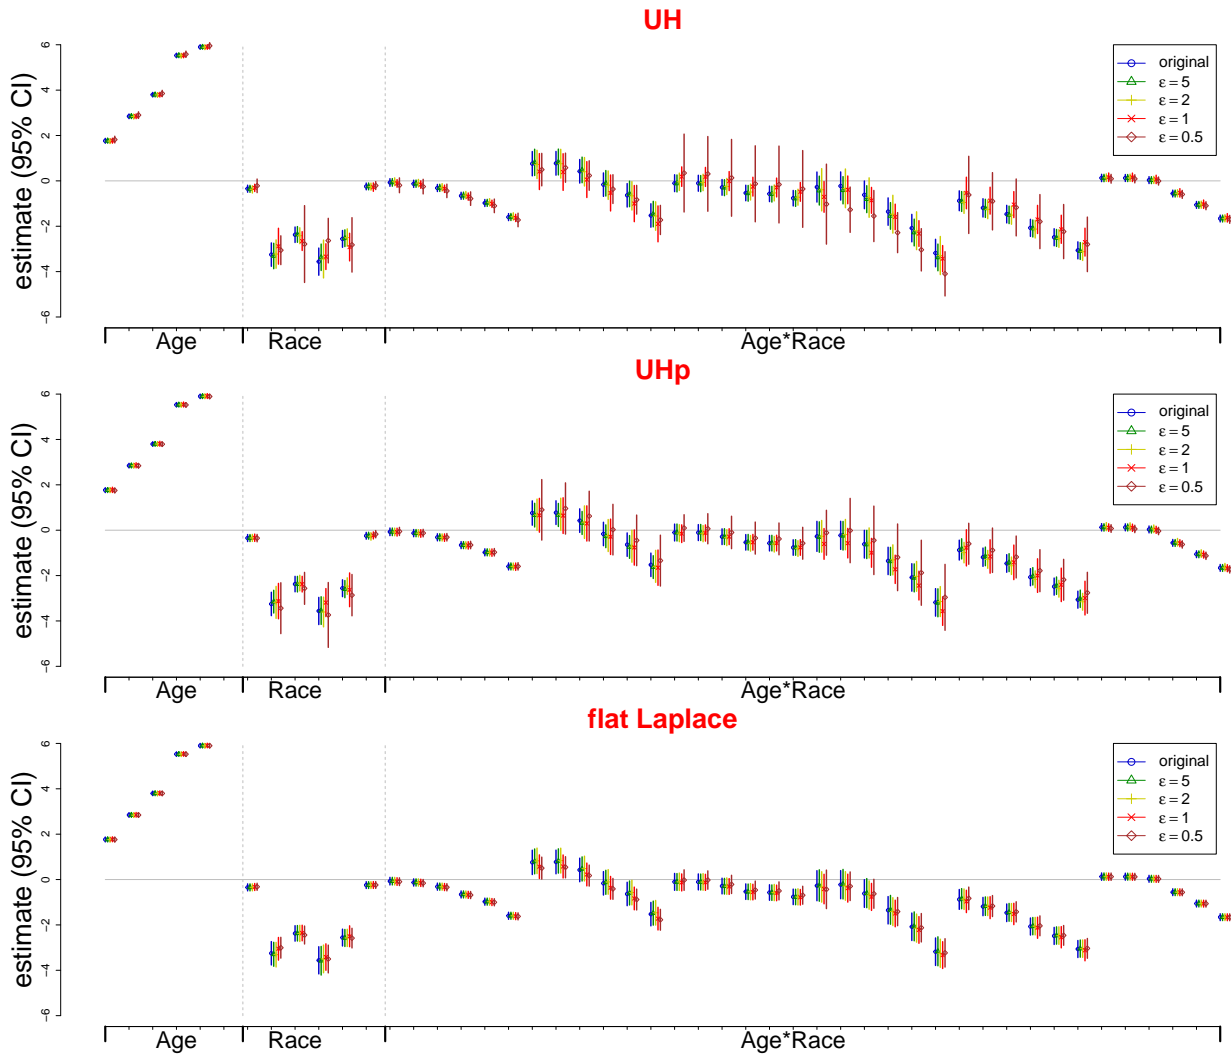 UH
estimate (95% CI)
6
4
2
0
−2
−4
−6
original
ε = 5
ε = 2
ε = 1
ε = 0.5
Age
Race
Age*Race
UHp
estimate (95% CI)
6
4
2
0
−2
−4
−6
original
ε = 5
ε = 2
ε = 1
ε = 0.5
Age
Race
Age*Race
flat Laplace
estimate (95% CI)
6
4
2
0
−2
−4
−6
original
ε = 5
ε = 2
ε = 1
ε = 0.5
Age
Race
Age*Race